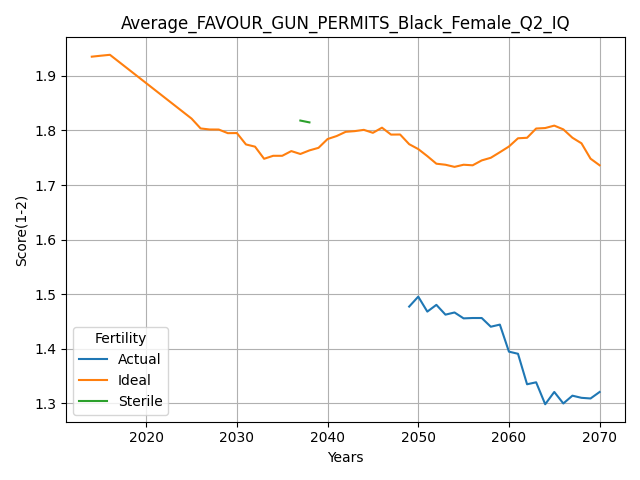 Average_FAVOUR_GUN_PERMITS_Black_Female_Q2_IQ
Score(1-2)
1.9
1.8
1.7
1.6
1.5
1.4
1.3
Fertility
Actual
Ideal
Sterile
2020 2030 2040 2050 2060 2070
Years